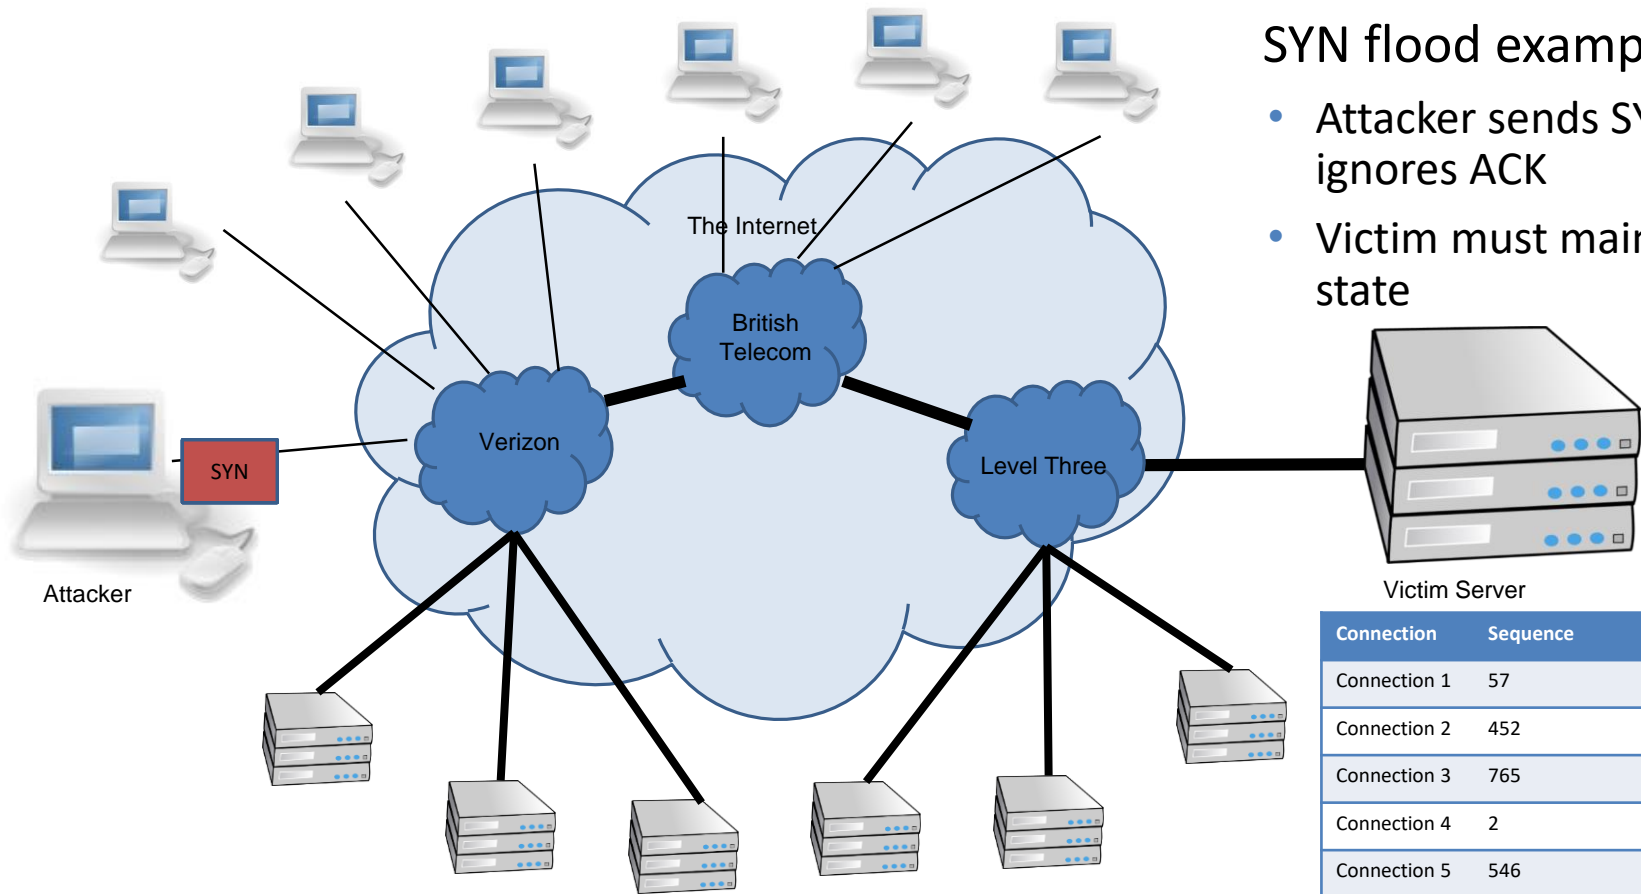 SYN flood examp
Attacker sends SY
ignores ACK
Victim must main
state
The Internet
British
Telecom
Verizon
Level Three
SYN
Attacker
Victim Server
Connection Sequence
Connection 1 57
Connection 2 452
Connection 3 765
Connection 4 2
Connection 5 546